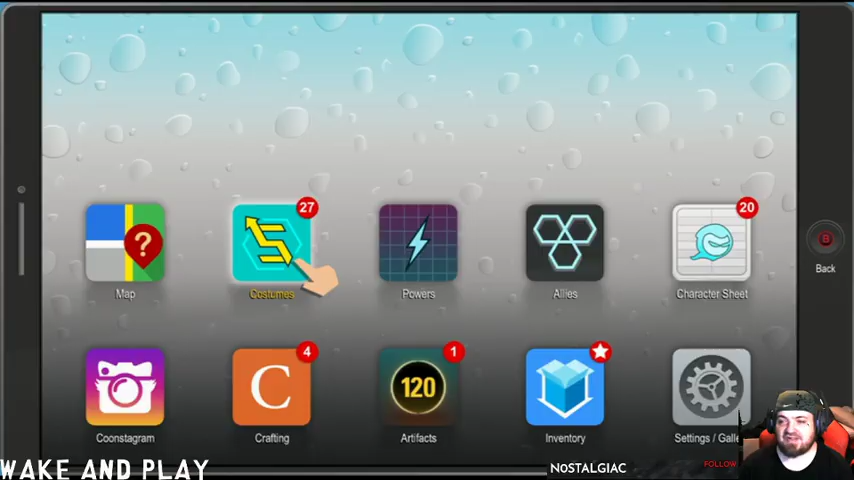 27
20
?
Map
Costumes
Powers
Allies
Character Sheet
B
Back
4
1
C
120
Coonstagram
Crafting
Artifacts
Inventory
Settings / Galle
WAKE AND PLAY
NOSTALGIAC
FOLLOW